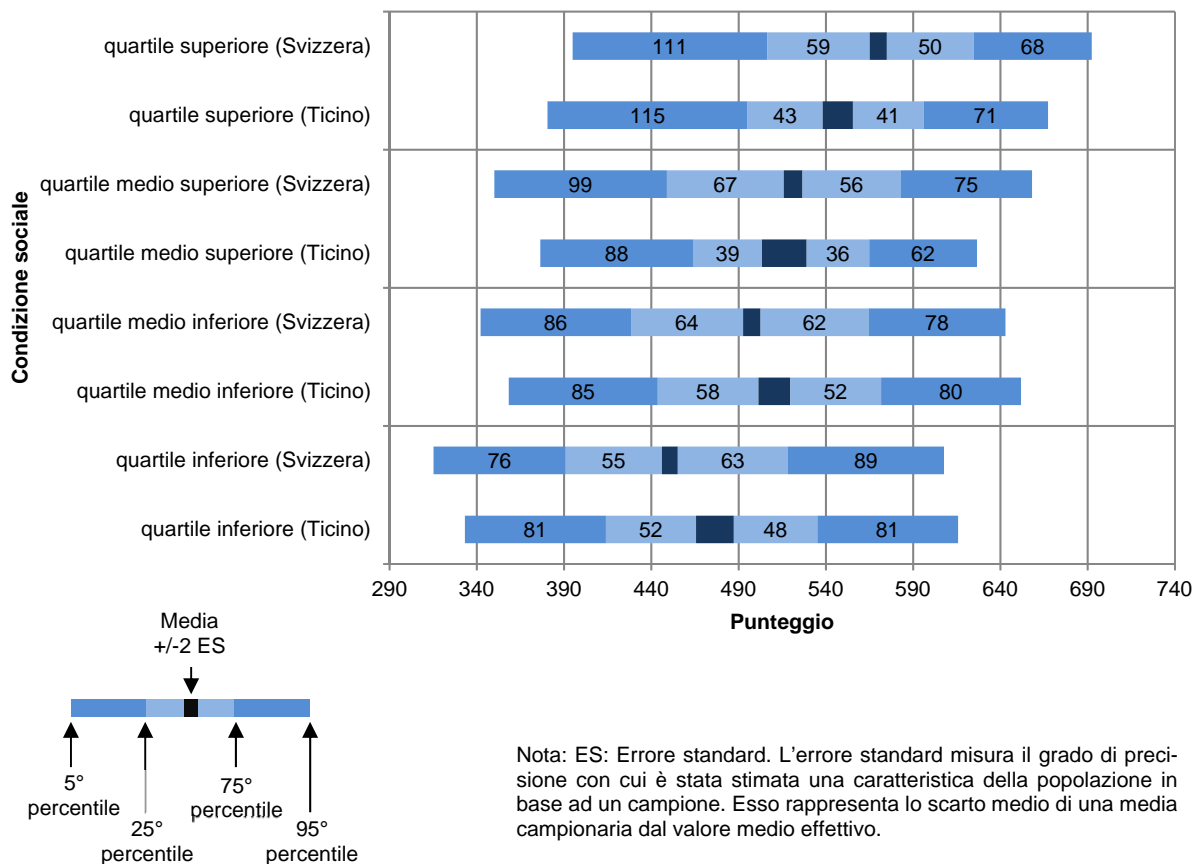 quartile superiore (Svizzera) 111 59 50 68
quartile superiore (Ticino) 115 43 41 71
quartile medio superiore (Svizzera) 99 67 56 75
quartile medio superiore (Ticino) 88 39 36 62
quartile medio inferiore (Svizzera) 86 64 62 78
quartile medio inferiore (Ticino) 85 58 52 80
quartile inferiore (Svizzera) 76 55 63 89
quartile inferiore (Ticino) 81 52 48 81
Condizione sociale
290 340 390 440 490 540 590 640 690 740
Punteggio
Media
+/-2 ES
5°
percentile
25°
percentile
75°
percentile
95°
percentile
Nota: ES: Errore standard. L'errore standard misura il grado di preci-
sione con cui è stata stimata una caratteristica della popolazione in
base ad un campione. Esso rappresenta lo scarto medio di una media
campionaria dal valore medio effettivo.